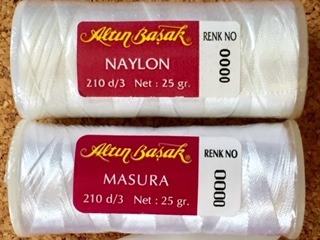 Altın Başak
NAYLON
210 d/3 Net : 25 gr.
RENK NO
0000
Altın Başak®
MASURA
210 d/3 Net : 25 gr.
RENK NO
0000